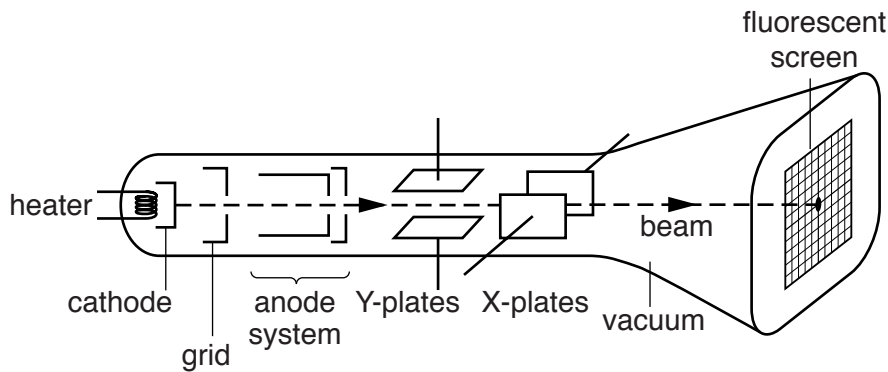 fluorescent
screen
heater
beam
cathode
anode
system
Y-plates
X-plates
vacuum
grid